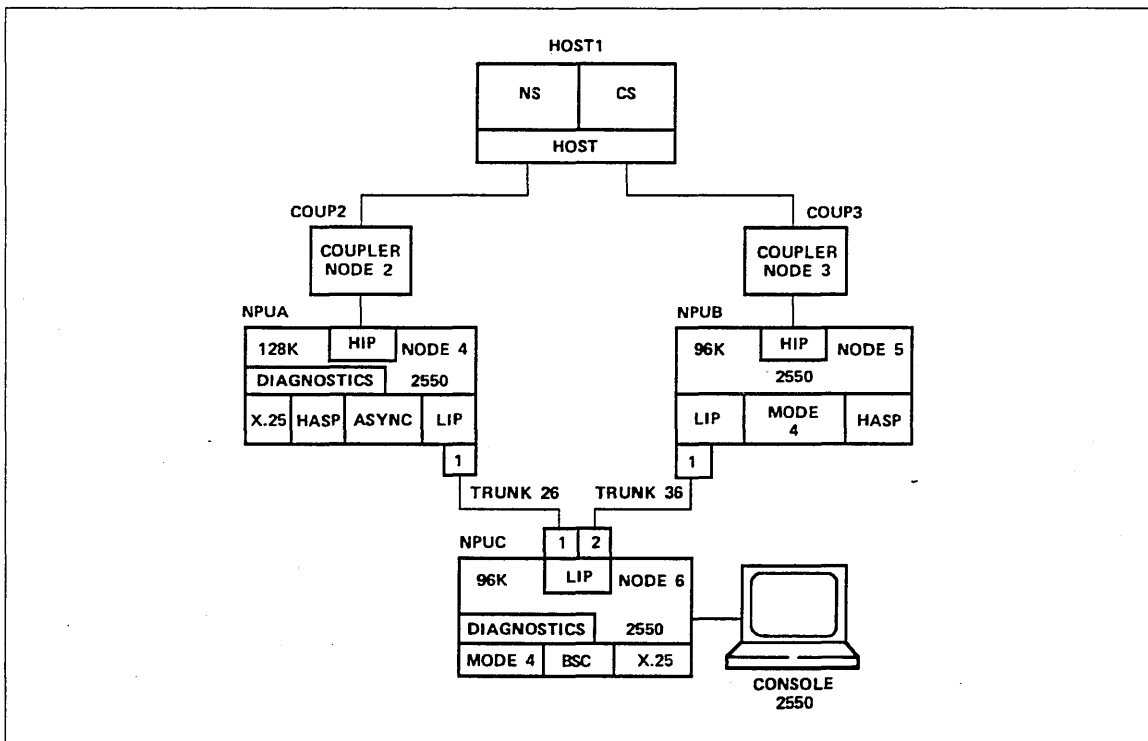 HOST1
NS CS
HOST
COUP2 COUP3
COUPLER NODE 2
COUPLER NODE 3
NPUA
128K HIP NODE 4
DIAGNOSTICS 2550
X.25 HASP ASYNC LIP
1
NPUB
96K HIP NODE 5
2550
LIP MODE 4 HASP
1
TRUNK 26 TRUNK 36
NPUC
1 2
96K LIP NODE 6
DIAGNOSTICS 2550
MODE 4 BSC X.25
CONSOLE
2550